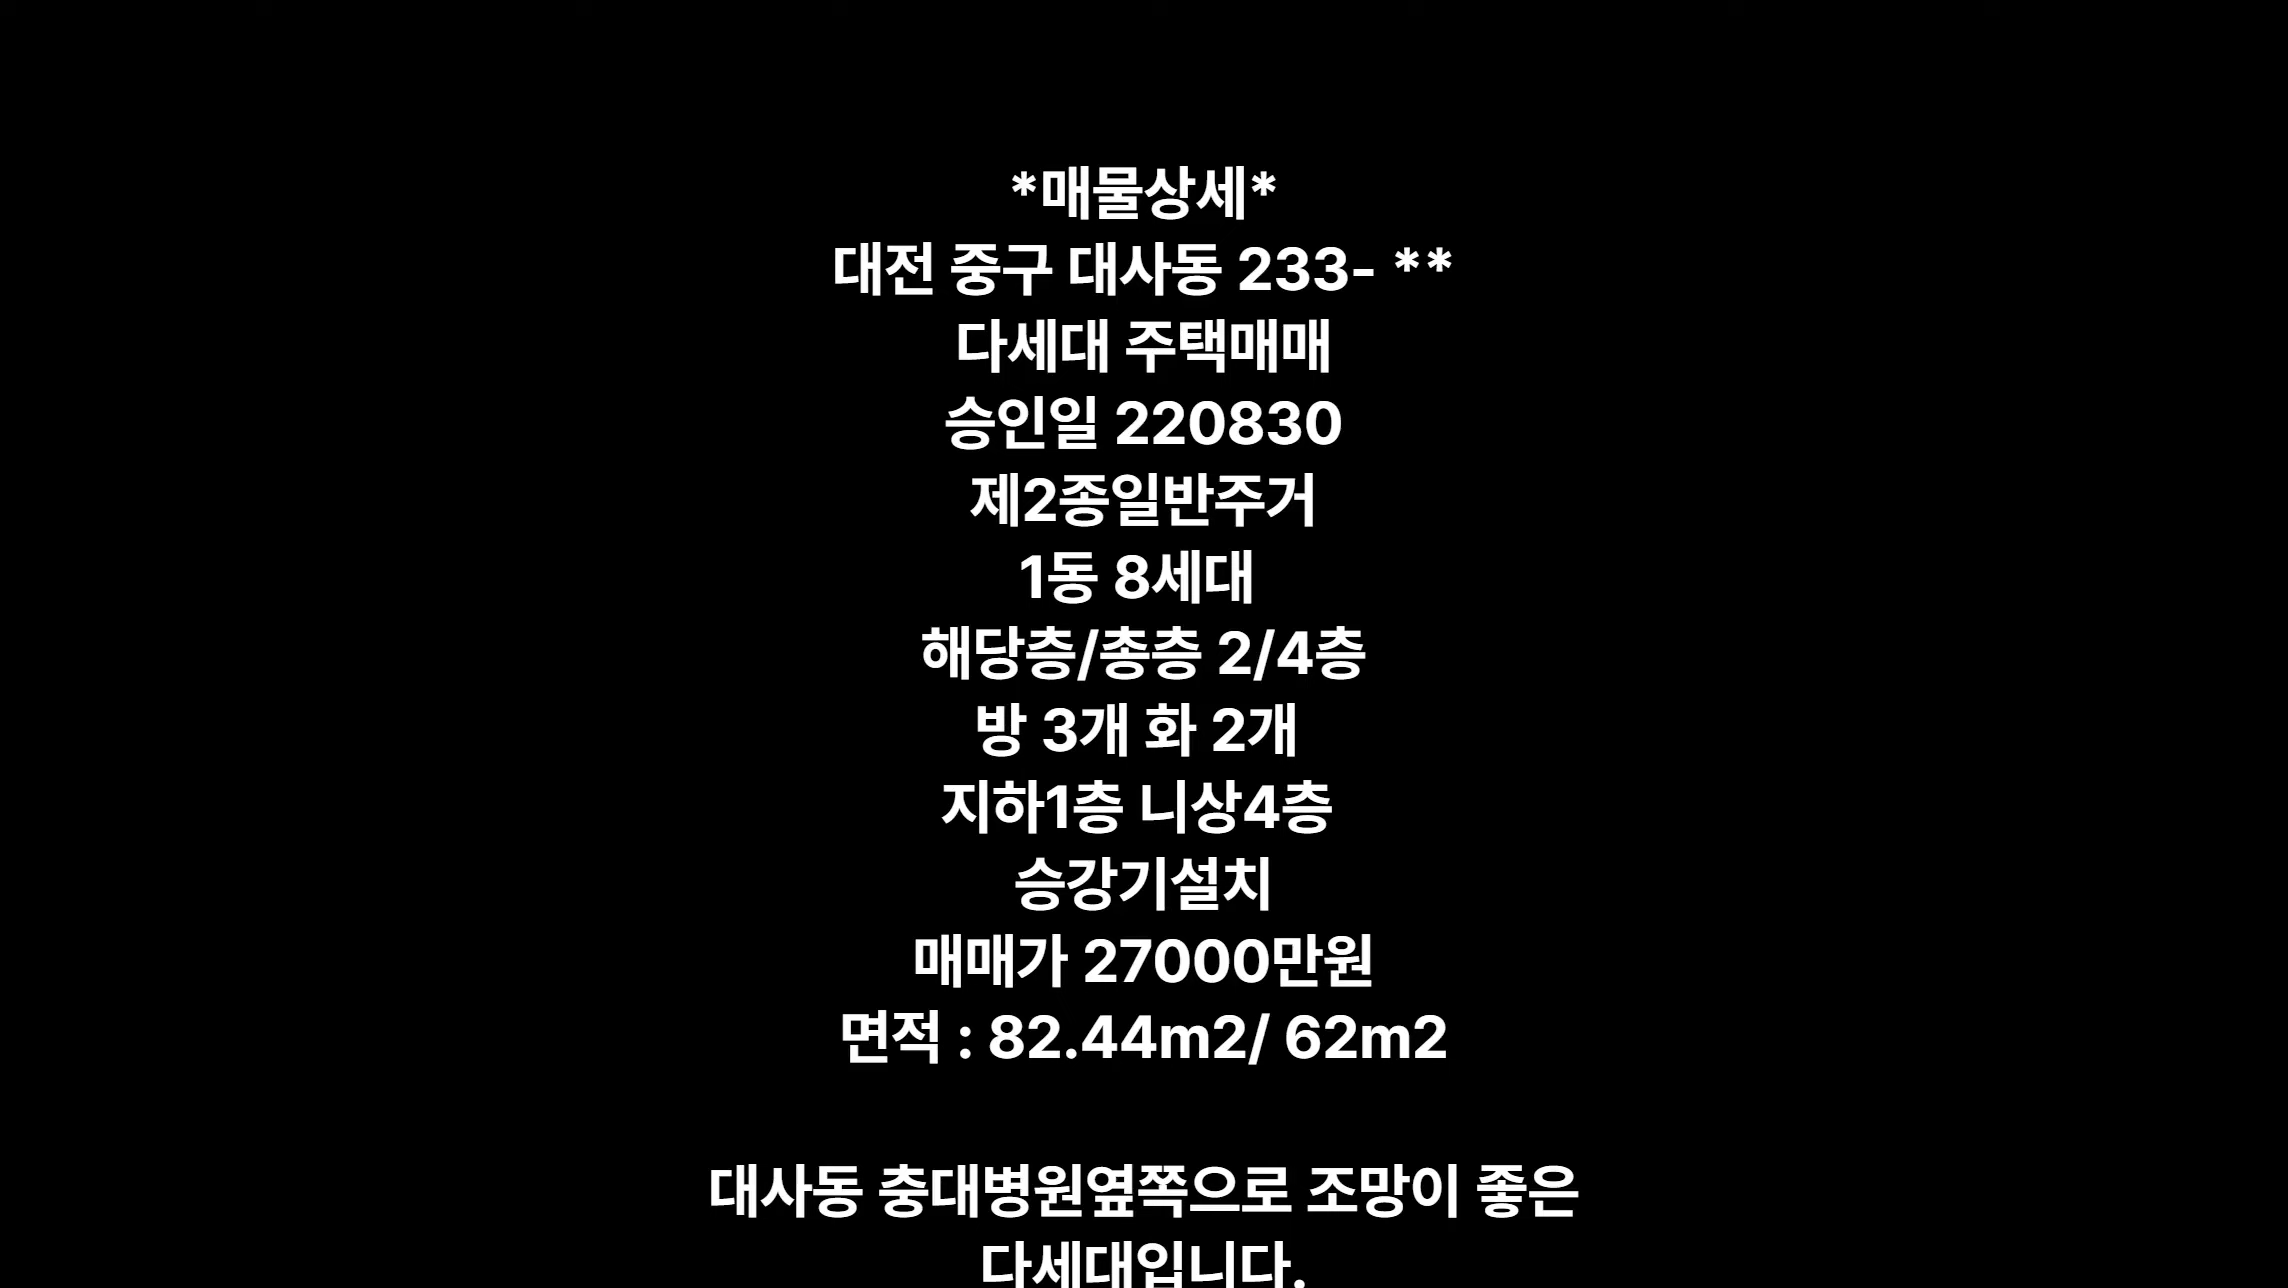 *매물상세*
대전 중구 대사동 233- **
다세대 주택매매
승인일 220830
제2종일반주거
1동 8세대
해당층/총층 2/4층
방 3개 화 2개
지하1층 니상4층
승강기설치
매매가 27000만원
면적 : 82.44m2/ 62m2
대사동 충대병원옆쪽으로 조망이 좋은
다세대입니다.